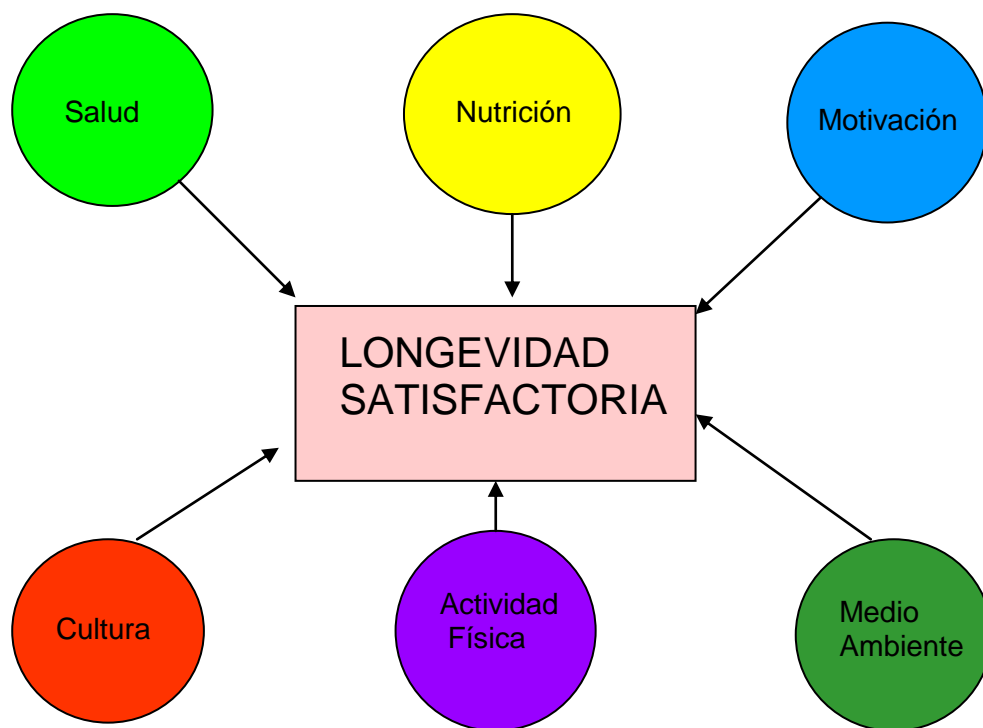 Salud
Nutrición
Motivación
LONGEVIDAD
SATISFACTORIA
Cultura
Actividad
Física
Medio
Ambiente